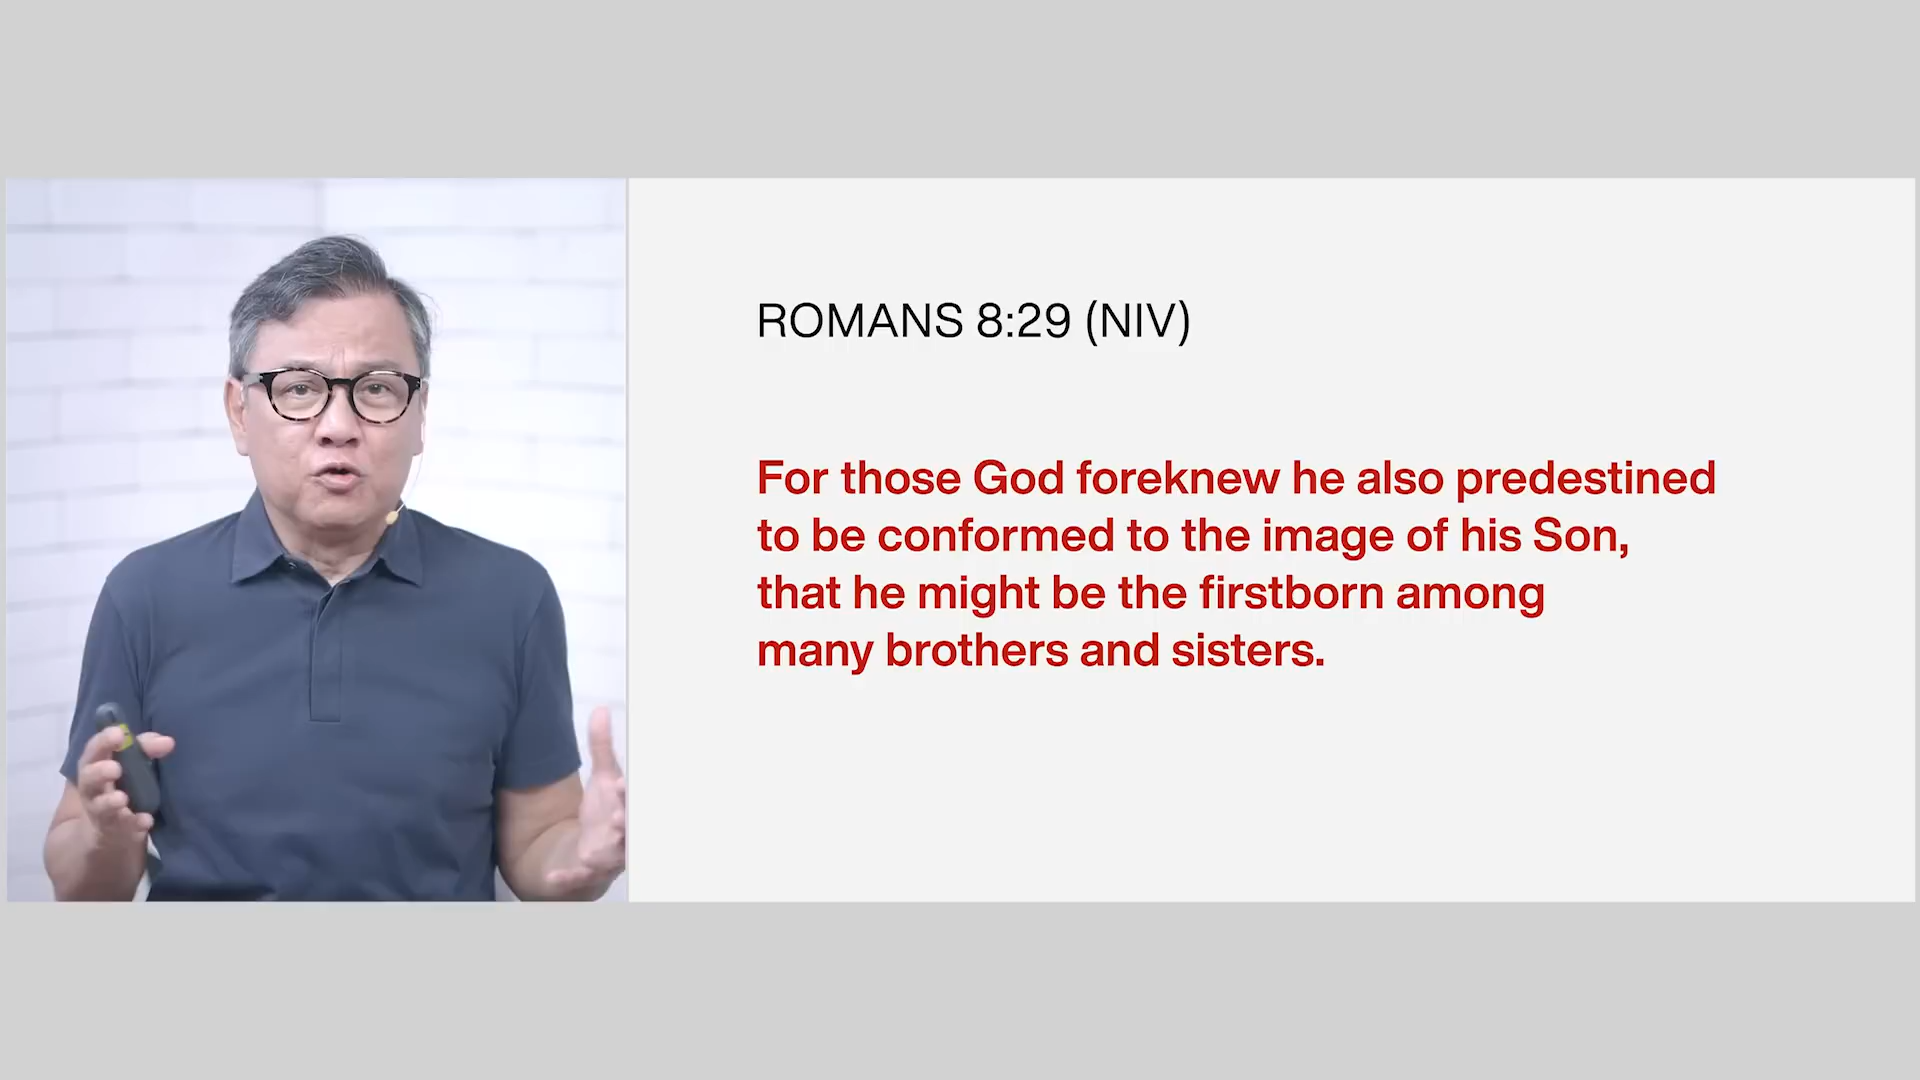 ROMANS 8:29 (NIV)
For those God foreknew he also predestined
to be conformed to the image of his Son,
that he might be the firstborn among
many brothers and sisters.